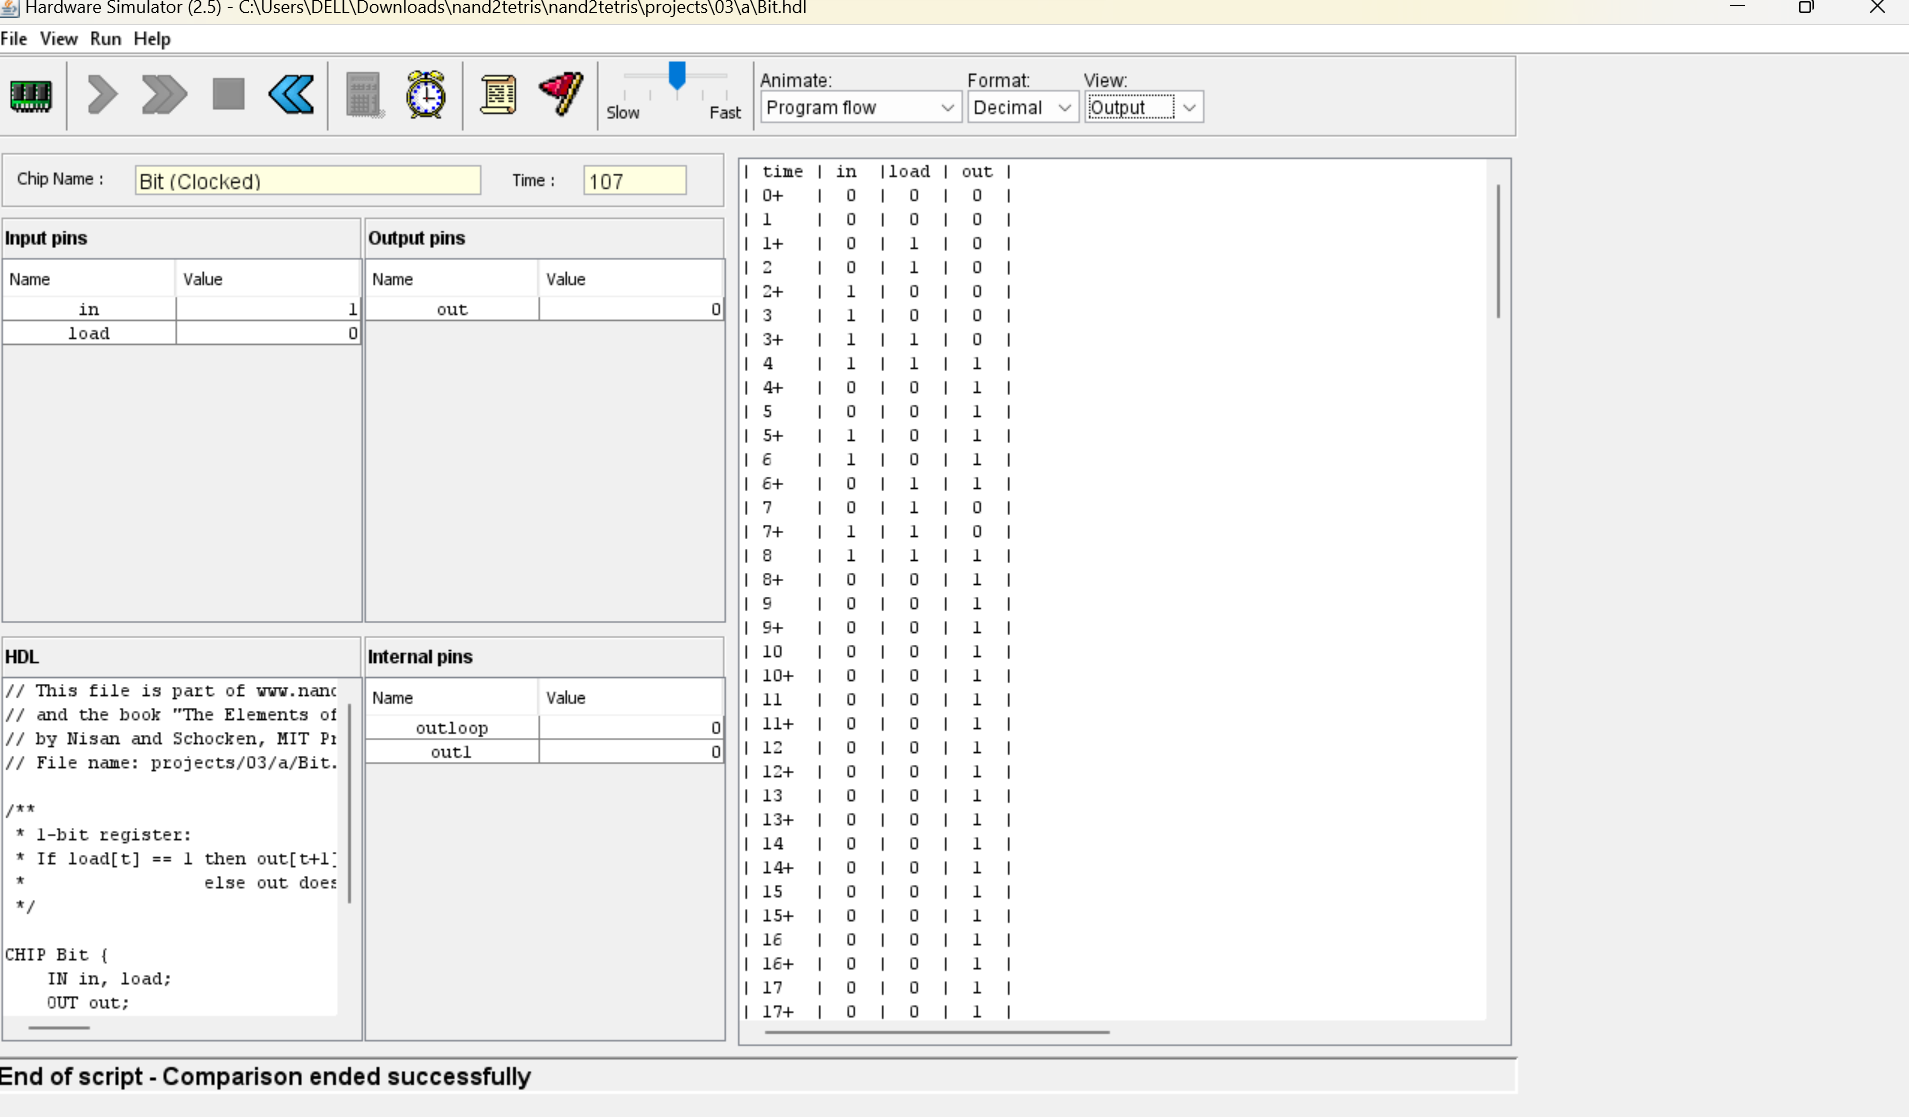 Hardware Simulator (2.5) - C:\Users\DELL\Downloads\nand2tetris\nand2tetris\projects\03\a\Bit.hdl
File View Run Help
Slow Fast
Animate: Format: View:
Program flow Decimal Output
Chip Name : Bit (Clocked) Time : 107
Input pins
Name Value
in 1
load 0
Output pins
Name Value
out 0
HDL
// This file is part of www.nand
// and the book "The Elements of
// by Nisan and Schocken, MIT Pr
// File name: projects/03/a/Bit.
/**
* 1-bit register:
* If load[t] == 1 then out[t+1]
* else out does
*/
CHIP Bit {
IN in, load;
OUT out;
Internal pins
Name Value
outloop 0
out1 0
| time | in |load | out |
| 0+ | 0 | 0 | 0 |
| 1 | 0 | 0 | 0 |
| 1+ | 0 | 1 | 0 |
| 2 | 0 | 1 | 0 |
| 2+ | 1 | 0 | 0 |
| 3 | 1 | 0 | 0 |
| 3+ | 1 | 1 | 0 |
| 4 | 1 | 1 | 1 |
| 4+ | 0 | 0 | 1 |
| 5 | 0 | 0 | 1 |
| 5+ | 1 | 0 | 1 |
| 6 | 1 | 0 | 1 |
| 6+ | 0 | 1 | 1 |
| 7 | 0 | 1 | 0 |
| 7+ | 1 | 1 | 0 |
| 8 | 1 | 1 | 1 |
| 8+ | 0 | 0 | 1 |
| 9 | 0 | 0 | 1 |
| 9+ | 0 | 0 | 1 |
| 10 | 0 | 0 | 1 |
| 10+ | 0 | 0 | 1 |
| 11 | 0 | 0 | 1 |
| 11+ | 0 | 0 | 1 |
| 12 | 0 | 0 | 1 |
| 12+ | 0 | 0 | 1 |
| 13 | 0 | 0 | 1 |
| 13+ | 0 | 0 | 1 |
| 14 | 0 | 0 | 1 |
| 14+ | 0 | 0 | 1 |
| 15 | 0 | 0 | 1 |
| 15+ | 0 | 0 | 1 |
| 16 | 0 | 0 | 1 |
| 16+ | 0 | 0 | 1 |
| 17 | 0 | 0 | 1 |
| 17+ | 0 | 0 | 1 |
End of script - Comparison ended successfully